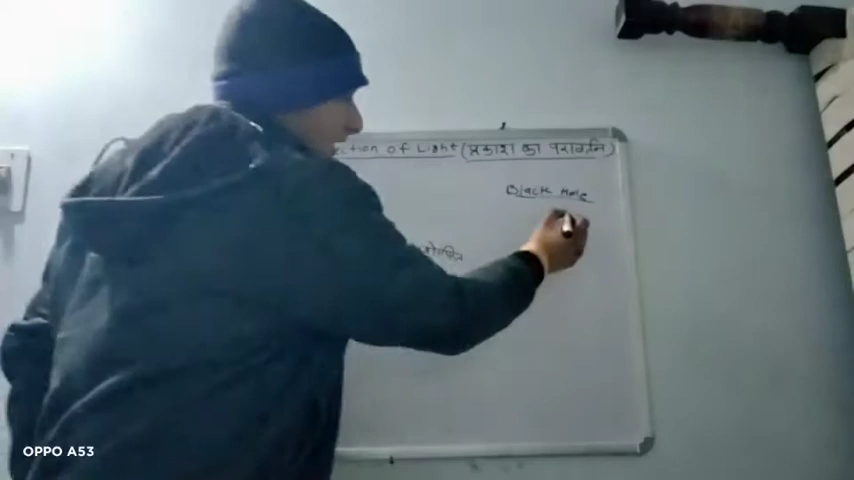 ction of Light (प्रकाश का परावर्तन)
Black Hole
OPPO A53